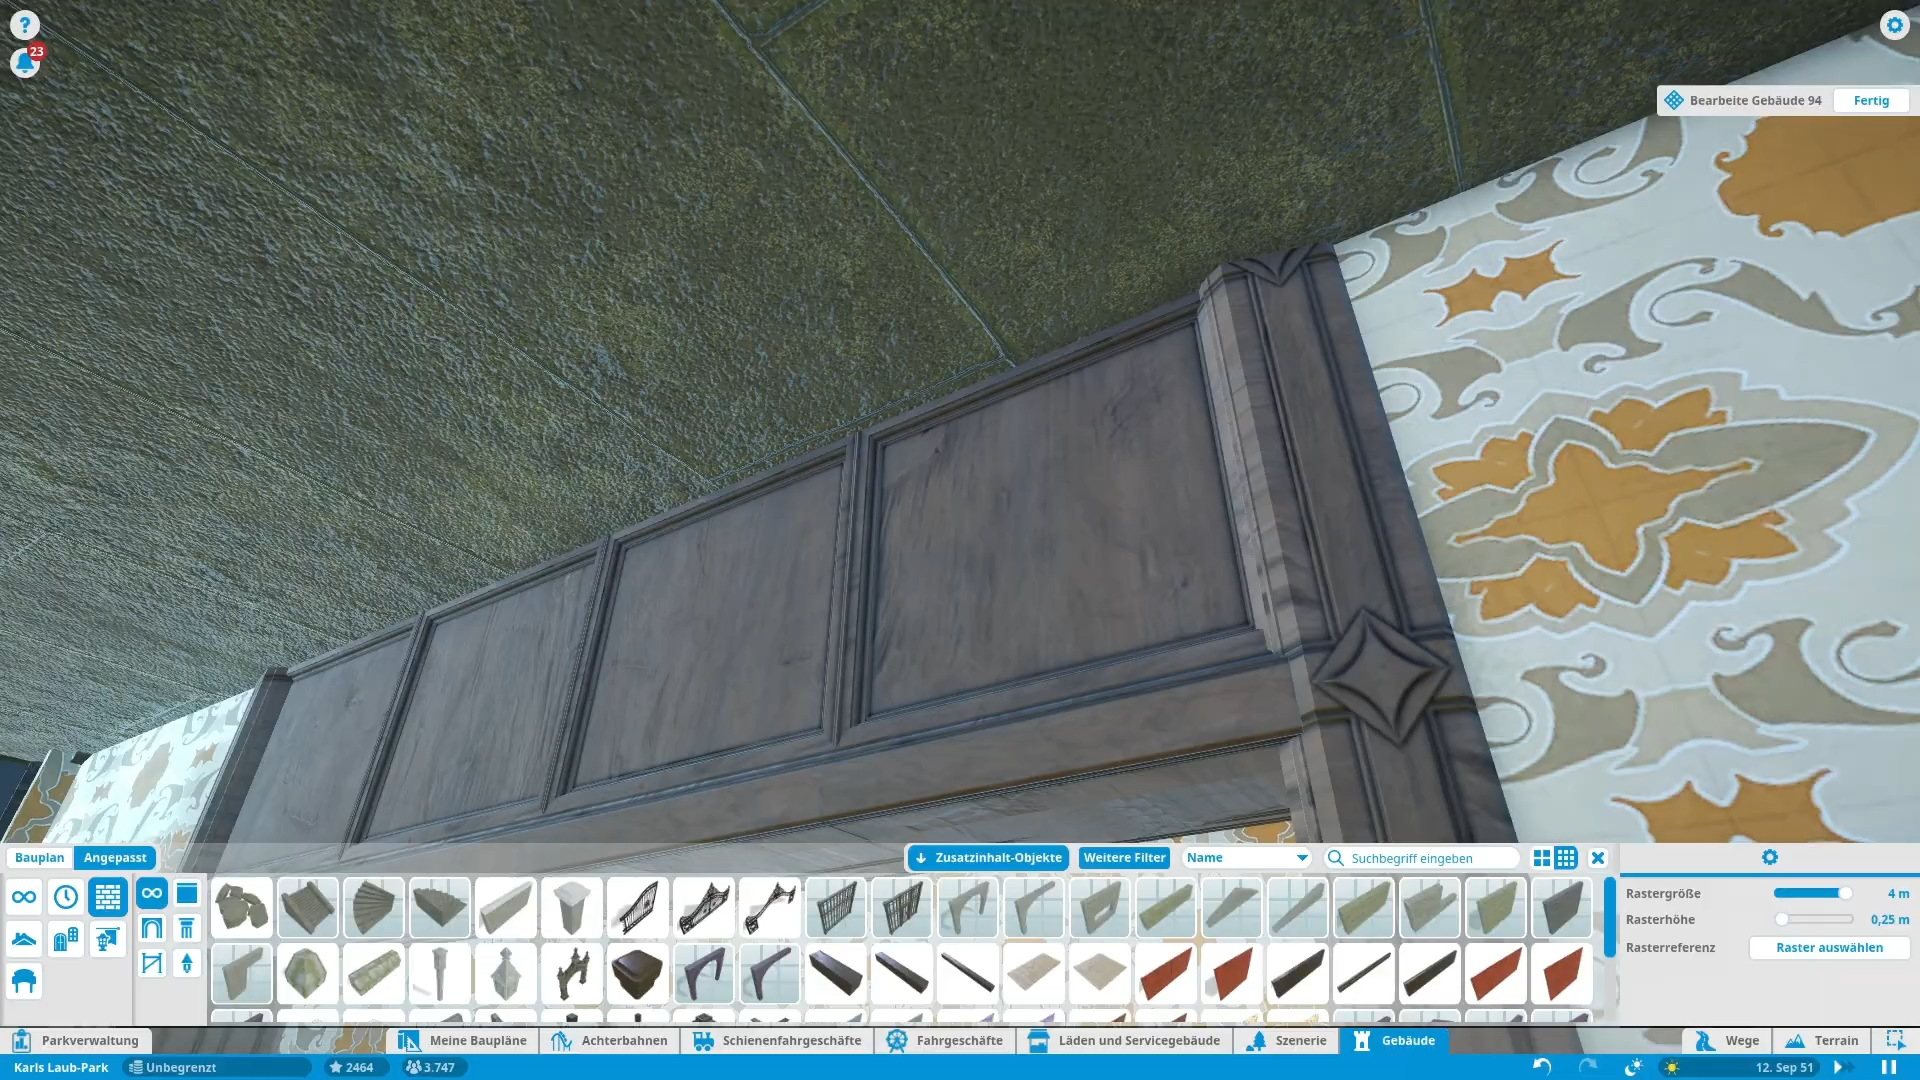 ?
23
Bearbeite Gebäude 94
Fertig
Bauplan
Angepasst
Zusatzinhalt-Objekte
Weitere Filter
Name
Suchbegriff eingeben
Rastergröße
4 m
Rasterhöhe
0,25 m
Rasterreferenz
Raster auswählen
Parkverwaltung
Meine Baupläne
Achterbahnen
Schienenfahrgeschäfte
Fahrgeschäfte
Läden und Servicegebäude
Szenerie
Gebäude
Wege
Terrain
Karls Laub-Park
Unbegrenzt
2464
3.747
12. Sep 51